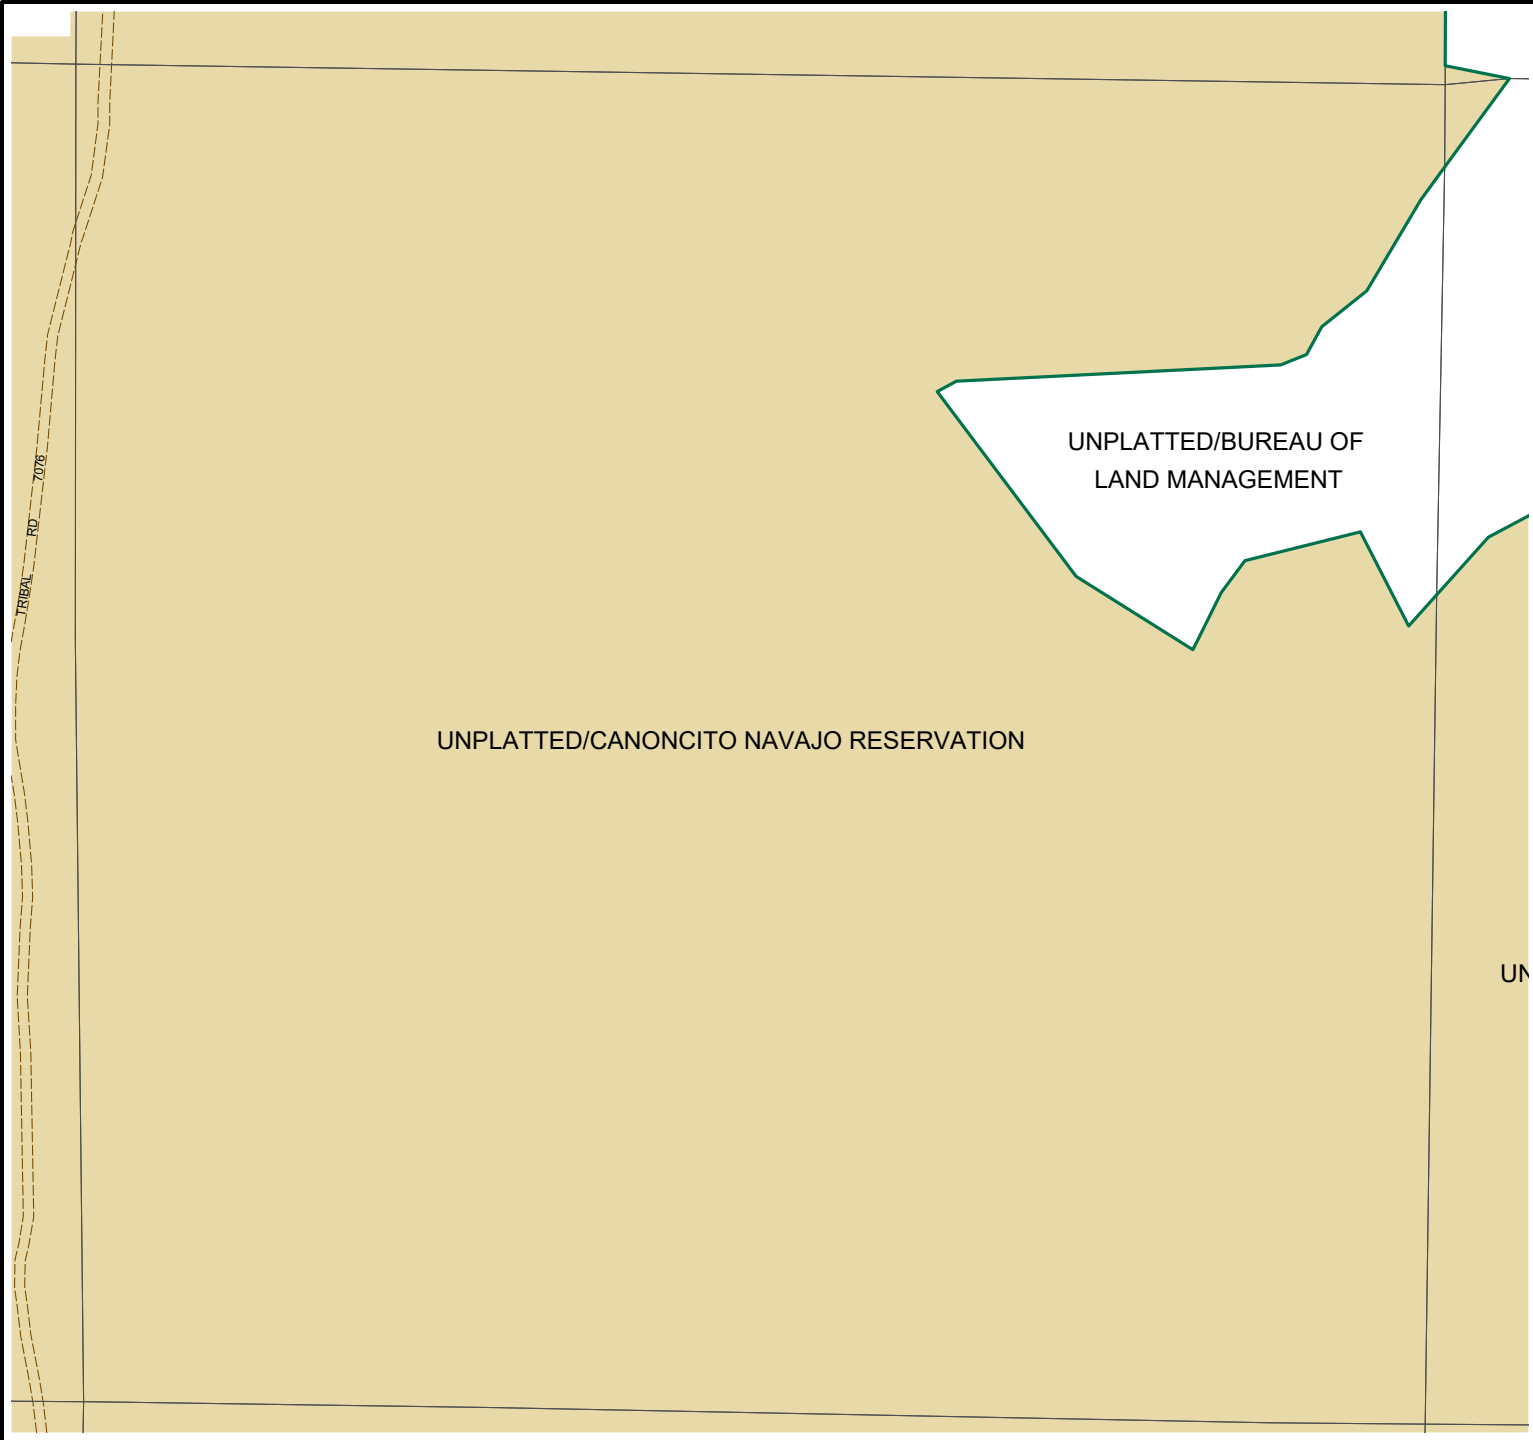 UNPLATTED/BUREAU OF
LAND MANAGEMENT
TRIBAL RD 7076
UNPLATTED/CANONCITO NAVAJO RESERVATION
UN